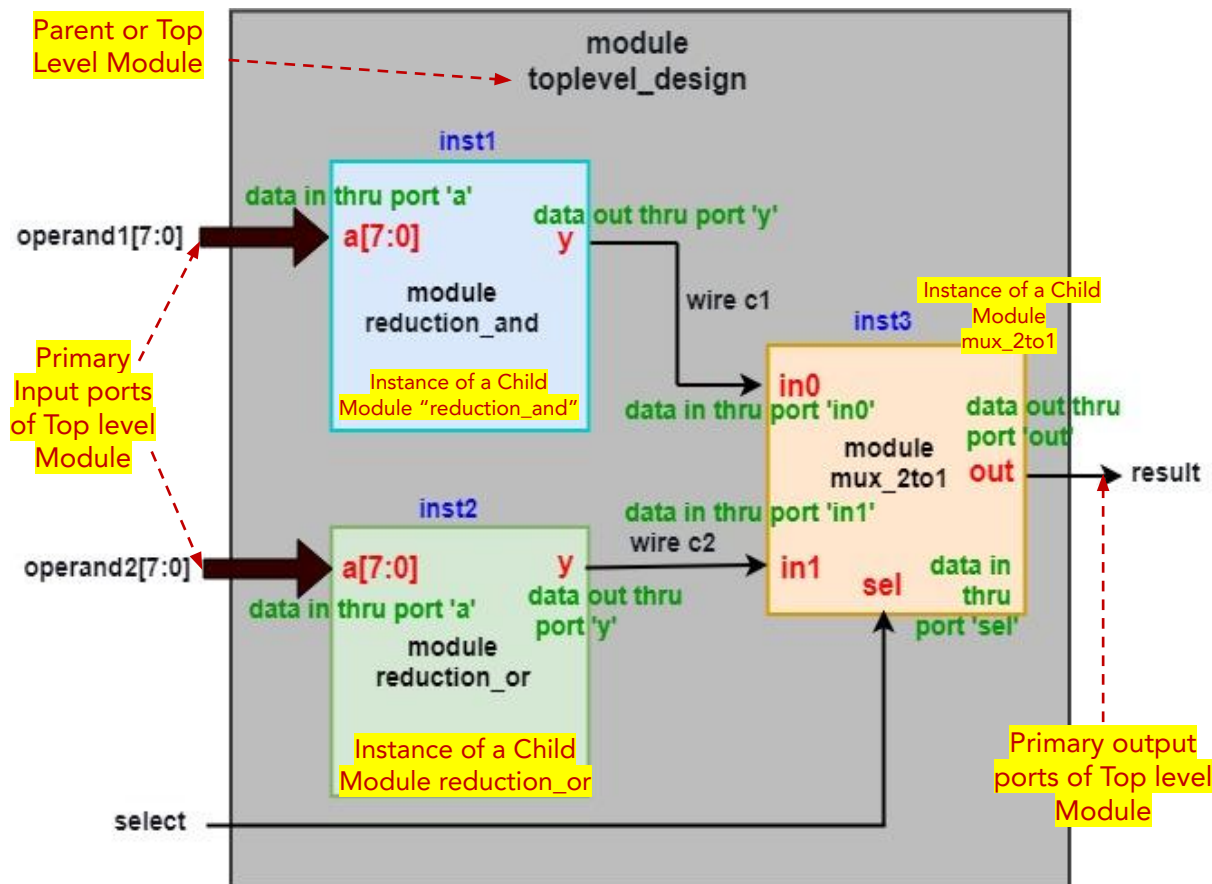 Parent or Top
Level Module
module
toplevel_design
inst1
data in thru port 'a'
operand1[7:0]
a[7:0]
data out thru port 'y'
y
module
reduction_and
Instance of a Child
Module “reduction_and”
wire c1
Instance of a Child
Module
mux_2to1
inst3
Primary
Input ports
of Top level
Module
in0
data in thru port 'in0'
data out thru
port 'out'
module
mux_2to1
out
result
inst2
data in thru port 'in1'
wire c2
operand2[7:0]
a[7:0]
y
in1
sel
data in
thru
port 'sel'
data in thru port 'a'
data out thru
port 'y'
module
reduction_or
Instance of a Child
Module reduction_or
Primary output
ports of Top level
Module
select